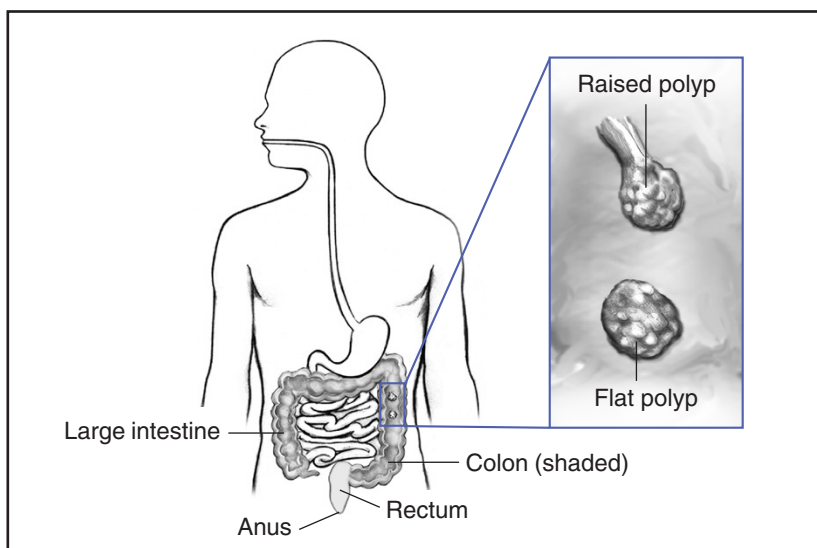 Raised polyp
Flat polyp
Large intestine
Colon (shaded)
Rectum
Anus